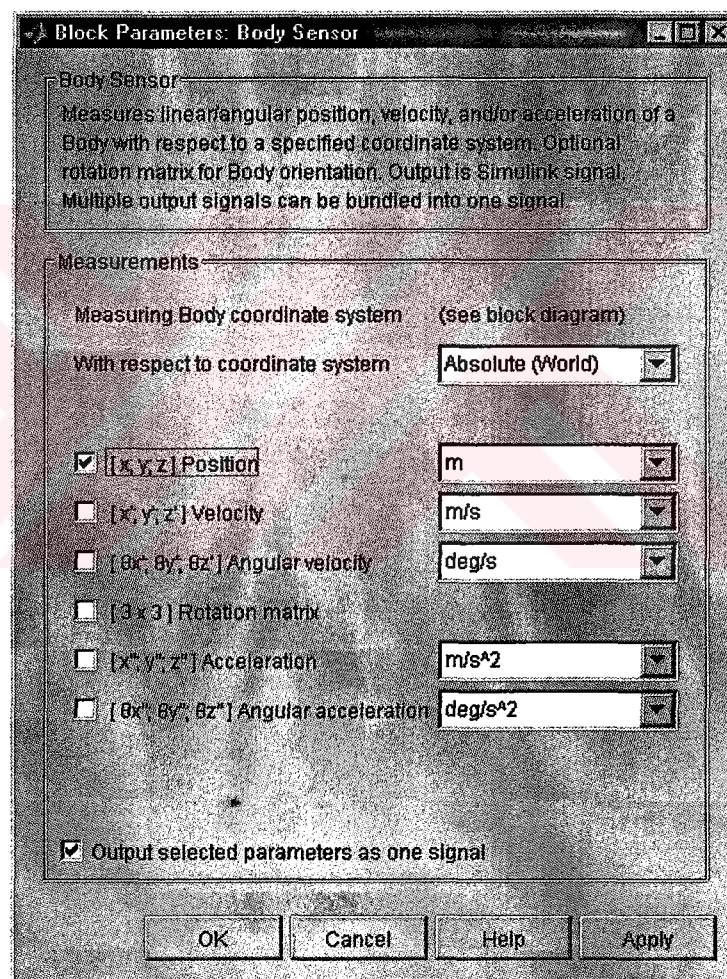 Block Parameters: Body Sensor
Body Sensor
Measures linear/angular position, velocity, and/or acceleration of a
Body with respect to a specified coordinate system. Optional
rotation matrix for Body orientation. Output is Simulink signal.
Multiple output signals can be bundled into one signal.
Measurements
Measuring Body coordinate system (see block diagram)
With respect to coordinate system Absolute (World)
[x; y; z] Position m
[x'; y'; z'] Velocity m/s
[θx'; θy'; θz'] Angular velocity deg/s
[3 x 3] Rotation matrix
[x''; y''; z''] Acceleration m/s^2
[θx''; θy''; θz''] Angular acceleration deg/s^2
Output selected parameters as one signal
OK Cancel Help Apply